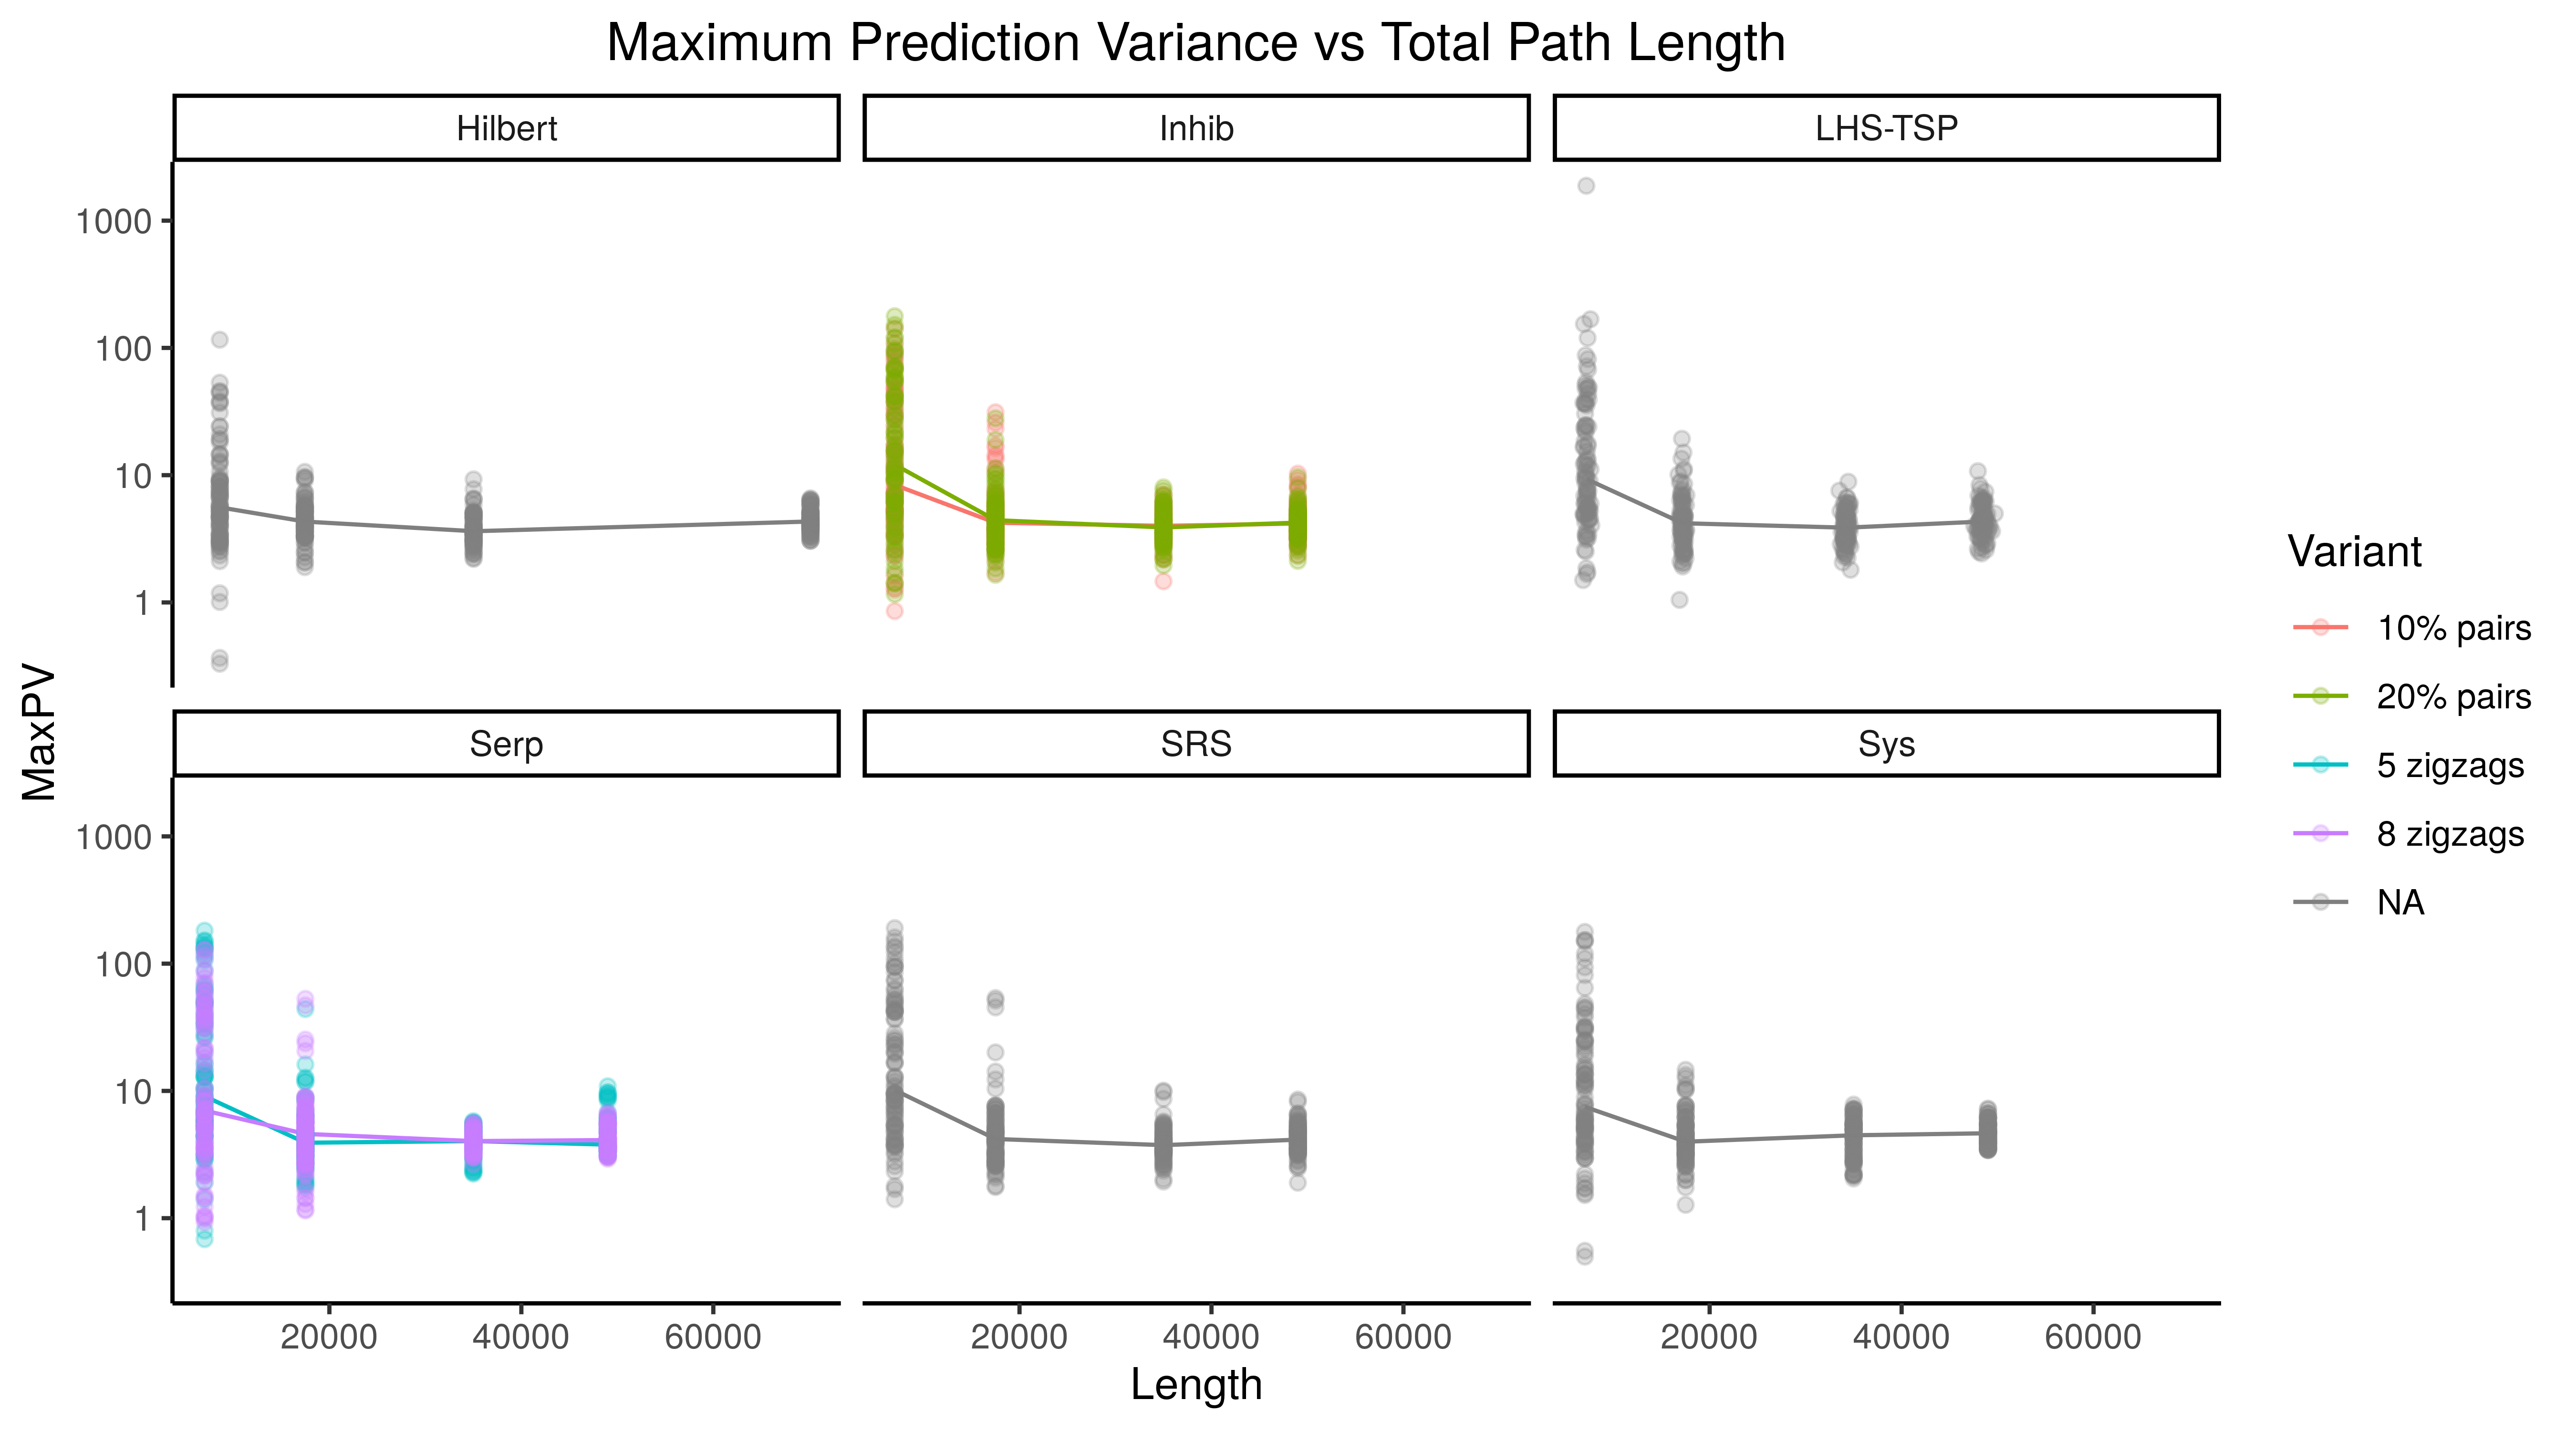 Maximum Prediction Variance vs Total Path Length
Hilbert
Inhib
LHS-TSP
1000
100
10
1
Serp
SRS
Sys
1000
100
10
1
MaxPV
20000
40000
60000
20000
40000
60000
20000
40000
60000
Length
Variant
10% pairs
20% pairs
5 zigzags
8 zigzags
NA